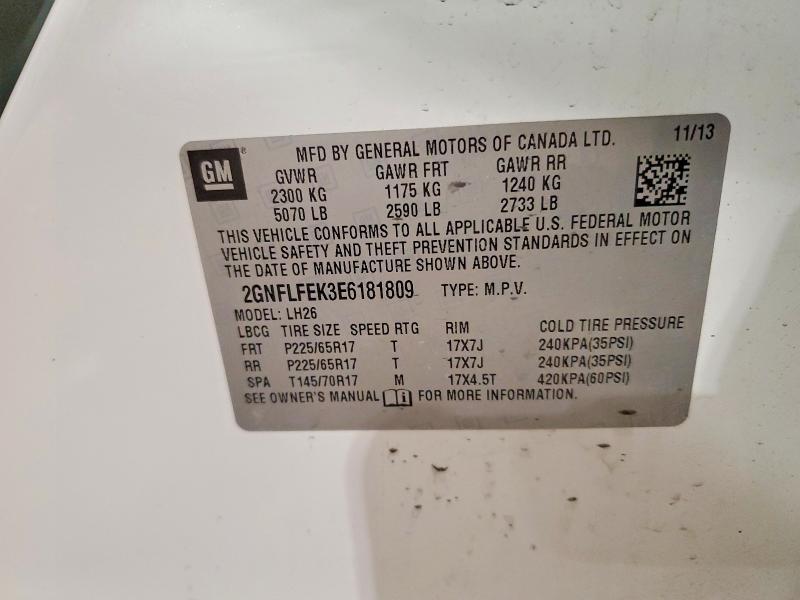 GM
®
MFD BY GENERAL MOTORS OF CANADA LTD. 11/13
GVWR GAWR FRT GAWR RR
2300 KG 1175 KG 1240 KG
5070 LB 2590 LB 2733 LB
THIS VEHICLE CONFORMS TO ALL APPLICABLE U.S. FEDERAL MOTOR
VEHICLE SAFETY AND THEFT PREVENTION STANDARDS IN EFFECT ON
THE DATE OF MANUFACTURE SHOWN ABOVE.
2GNFLFEK3E6181809 TYPE: M.P.V.
MODEL: LH26
LBCG TIRE SIZE SPEED RTG RIM COLD TIRE PRESSURE
FRT P225/65R17 T 17X7J 240KPA(35PSI)
RR P225/65R17 T 17X7J 240KPA(35PSI)
SPA T145/70R17 M 17X4.5T 420KPA(60PSI)
SEE OWNER'S MANUAL i FOR MORE INFORMATION.